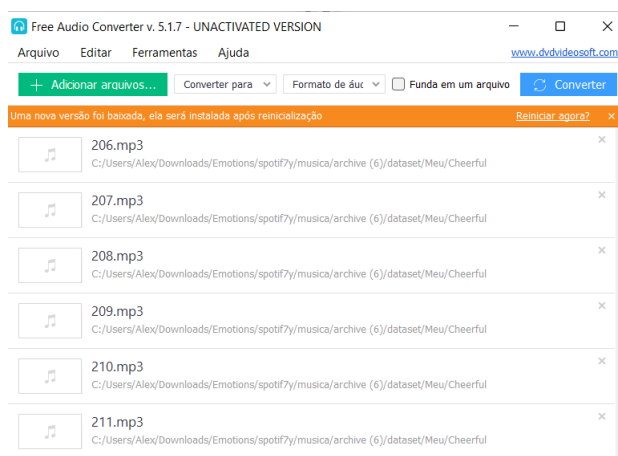 Free Audio Converter v. 5.1.7 - UNACTIVATED VERSION
Arquivo Editar Ferramentas Ajuda www.dvdvideosoft.com
Adicionar arquivos... Converter para Formato de áuc Funda em um arquivo Converter
Uma nova versão foi baixada, ela será instalada após reinicialização Reiniciar agora?
206.mp3
C:/Users/Alex/Downloads/Emotions/spotif7y/musica/archive (6)/dataset/Meu/Cheerful
207.mp3
C:/Users/Alex/Downloads/Emotions/spotif7y/musica/archive (6)/dataset/Meu/Cheerful
208.mp3
C:/Users/Alex/Downloads/Emotions/spotif7y/musica/archive (6)/dataset/Meu/Cheerful
209.mp3
C:/Users/Alex/Downloads/Emotions/spotif7y/musica/archive (6)/dataset/Meu/Cheerful
210.mp3
C:/Users/Alex/Downloads/Emotions/spotif7y/musica/archive (6)/dataset/Meu/Cheerful
211.mp3
C:/Users/Alex/Downloads/Emotions/spotif7y/musica/archive (6)/dataset/Meu/Cheerful